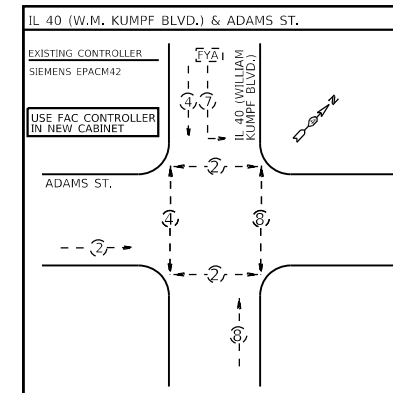 IL 40 (W.M. KUMPF BLVD.) & ADAMS ST.
EXISTING CONTROLLER
SIEMENS EPACM42
USE FAC CONTROLLER
IN NEW CABINET
FYA
IL 40 (WILLIAM
KUMPF BLVD.)
N
4 7
2
ADAMS ST.
4 8
2
2
8